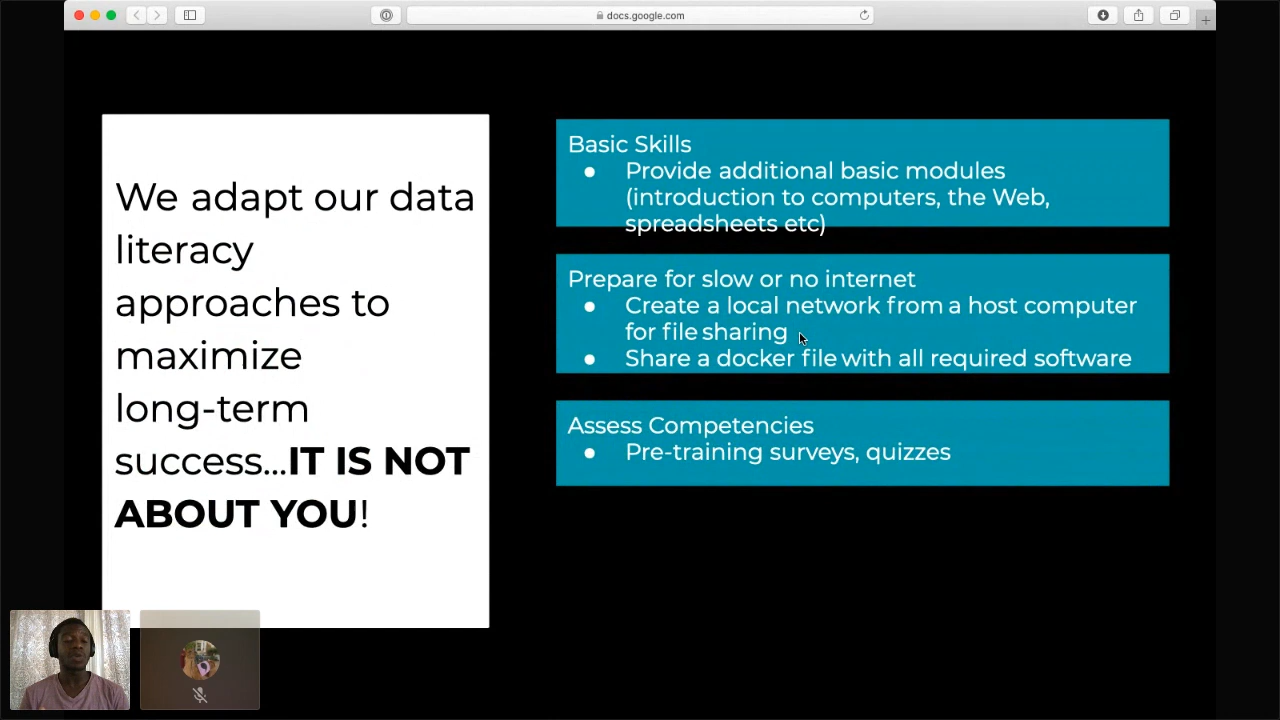 docs.google.com
We adapt our data
literacy
approaches to
maximize
long-term
success...IT IS NOT
ABOUT YOU!
Basic Skills
● Provide additional basic modules
(introduction to computers, the Web,
spreadsheets etc)
Prepare for slow or no internet
● Create a local network from a host computer
for file sharing
● Share a docker file with all required software
Assess Competencies
● Pre-training surveys, quizzes